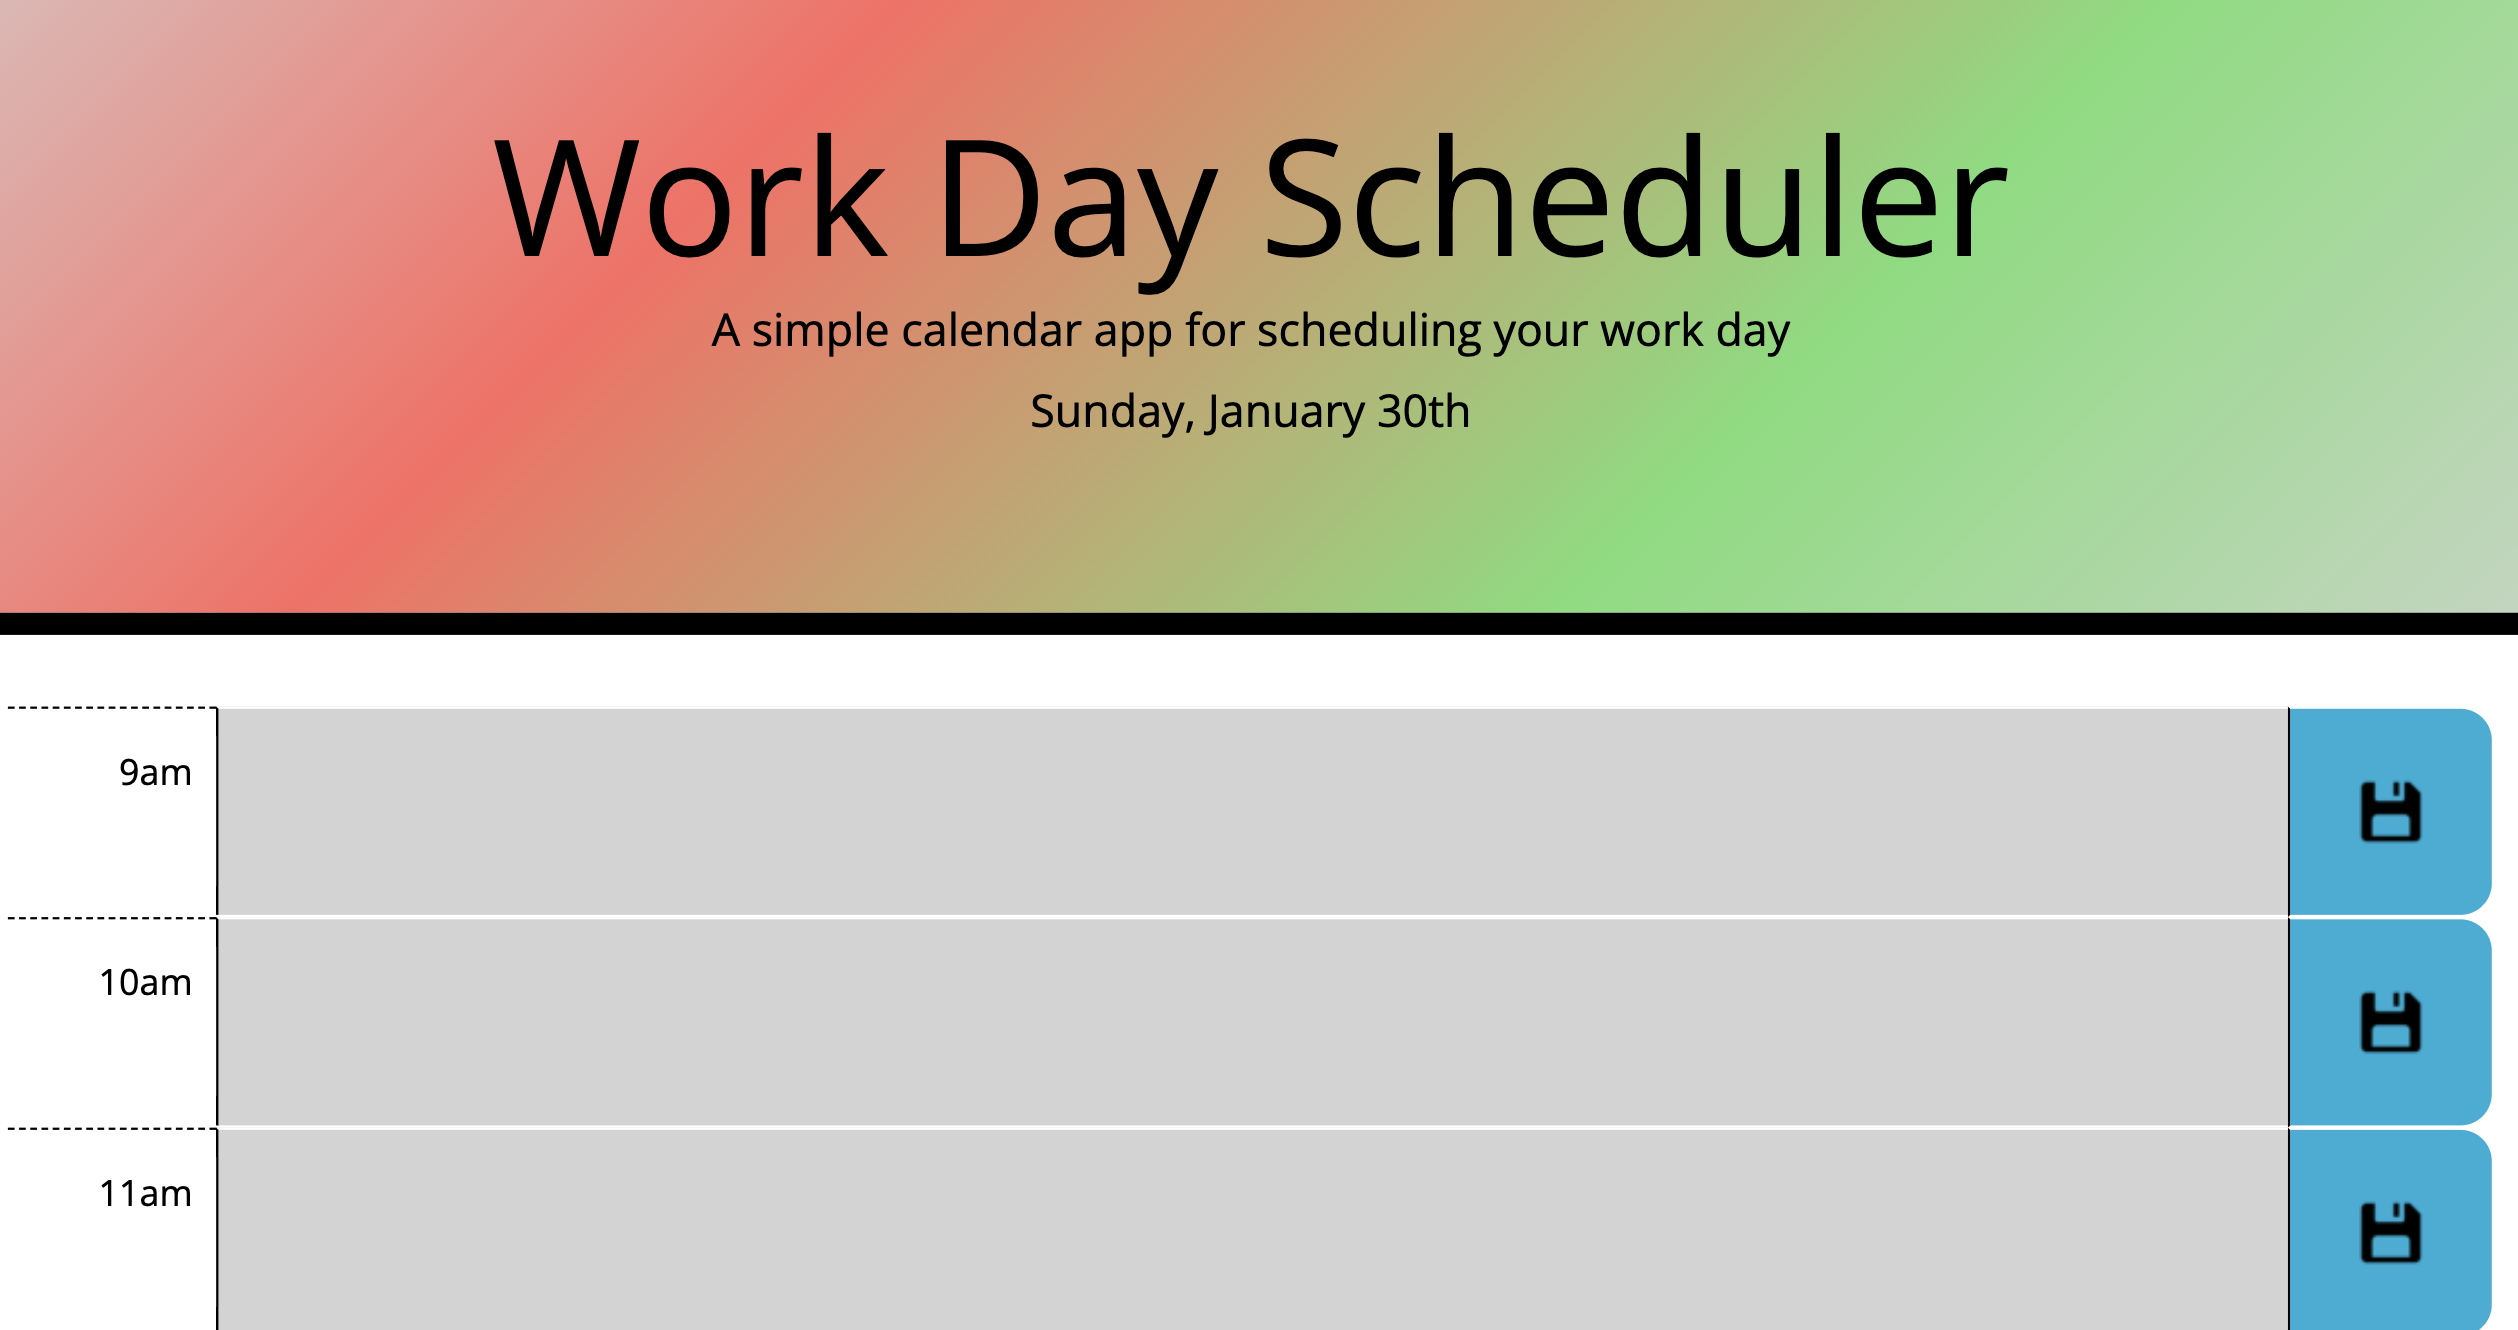 Work Day Scheduler
A simple calendar app for scheduling your work day
Sunday, January 30th
9am
10am
11am